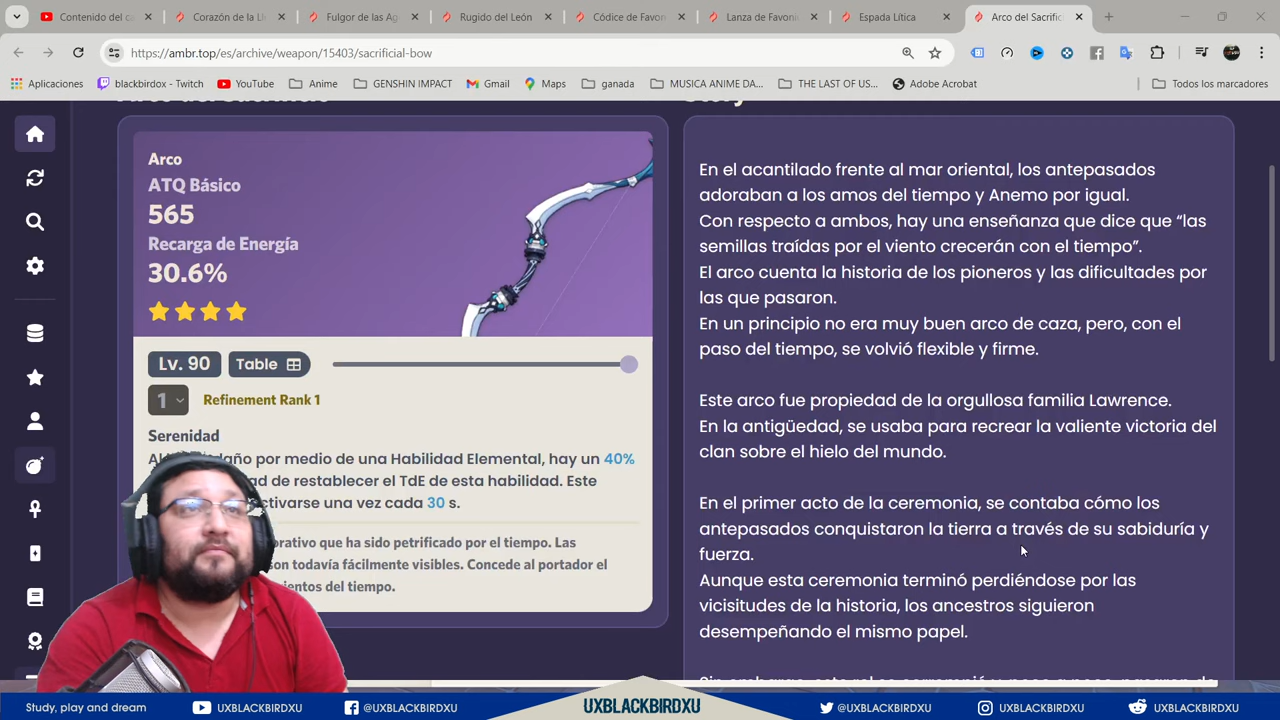 Contenido del ca
Corazón de la Ll
Fulgor de las Ag
Rugido del León
Códice de Favon
Lanza de Favoni
Espada Lítica
Arco del Sacrific
https://ambr.top/es/archive/weapon/15403/sacrificial-bow
Aplicaciones
blackbirdox - Twitch
YouTube
Anime
GENSHIN IMPACT
Gmail
Maps
ganada
MUSICA ANIME DA...
THE LAST OF US...
Adobe Acrobat
Todos los marcadores
Arco
ATQ Básico
565
Recarga de Energía
30.6%
Lv. 90
Table
1
Refinement Rank 1
Serenidad
daño por medio de una Habilidad Elemental, hay un 40%
ad de restablecer el TdE de esta habilidad. Este
ctivarse una vez cada 30 s.
orativo que ha sido petrificado por el tiempo. Las
son todavía fácilmente visibles. Concede al portador el
ientos del tiempo.
En el acantilado frente al mar oriental, los antepasados
adoraban a los amos del tiempo y Anemo por igual.
Con respecto a ambos, hay una enseñanza que dice que “las
semillas traídas por el viento crecerán con el tiempo”.
El arco cuenta la historia de los pioneros y las dificultades por
las que pasaron.
En un principio no era muy buen arco de caza, pero, con el
paso del tiempo, se volvió flexible y firme.
Este arco fue propiedad de la orgullosa familia Lawrence.
En la antigüedad, se usaba para recrear la valiente victoria del
clan sobre el hielo del mundo.
En el primer acto de la ceremonia, se contaba cómo los
antepasados conquistaron la tierra a través de su sabiduría y
fuerza.
Aunque esta ceremonia terminó perdiéndose por las
vicisitudes de la historia, los ancestros siguieron
desempeñando el mismo papel.
Study, play and dream
UXBLACKBIRDXU
@UXBLACKBIRDXU
UXBLACKBIRDXU
@UXBLACKBIRDXU
UXBLACKBIRDXU
UXBLACKBIRDXU